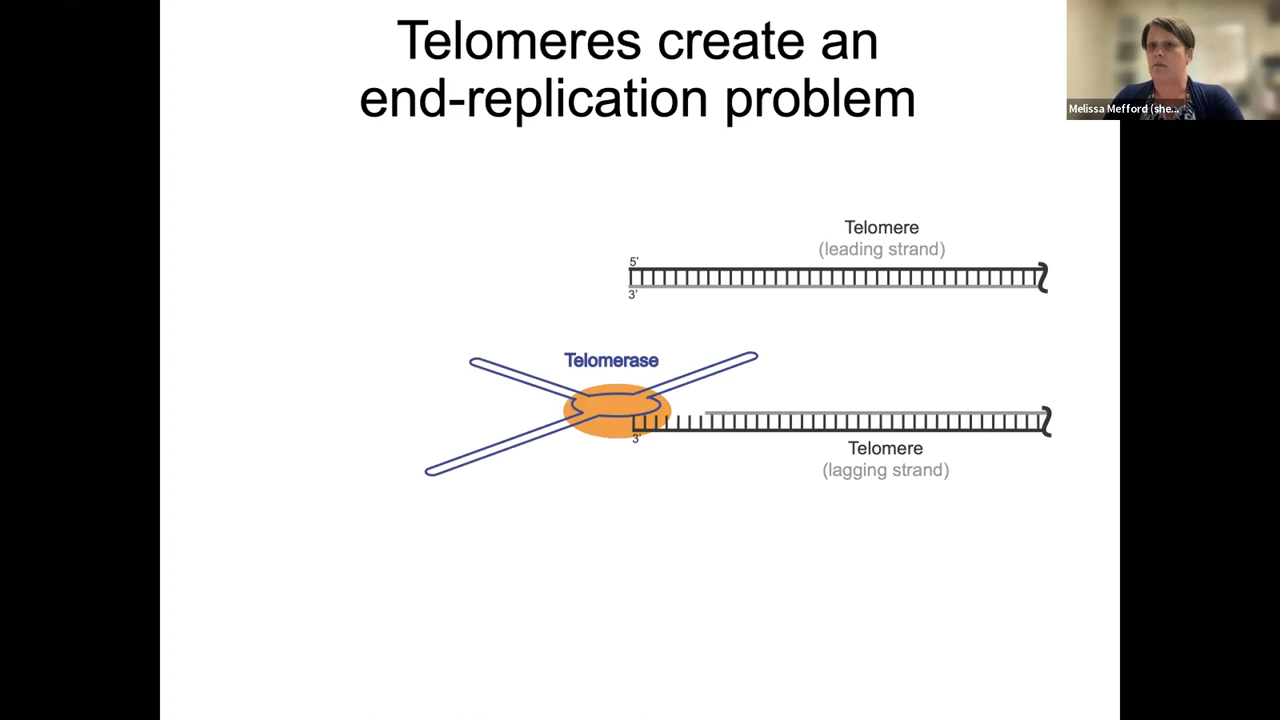 Telomeres create an
end-replication problem
Melissa Mefford (she...
Telomere
(leading strand)
5'
3'
Telomerase
3'
Telomere
(lagging strand)